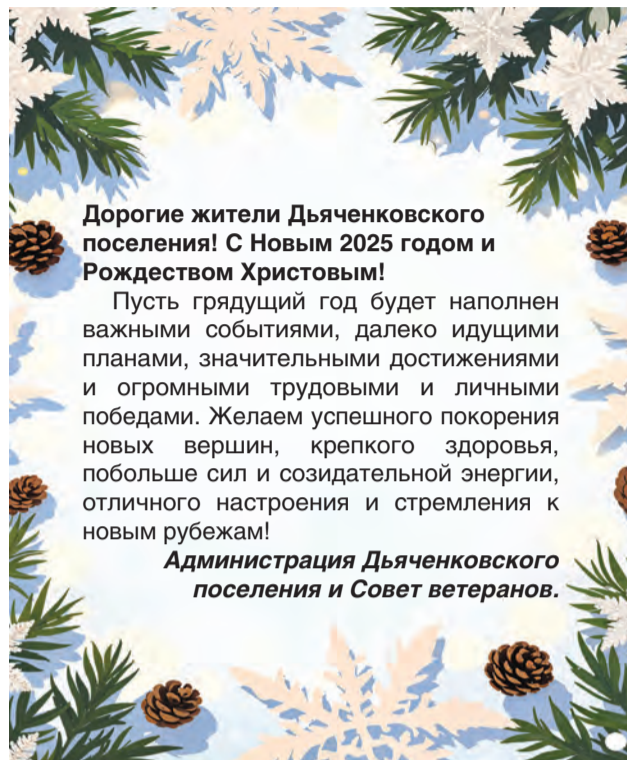 Дорогие жители Дьяченковского
поселения! С Новым 2025 годом и
Рождеством Христовым!
Пусть грядущий год будет наполнен
важными событиями, далеко идущими
планами, значительными достижениями
и огромными трудовыми и личными
победами. Желаем успешного покорения
новых вершин, крепкого здоровья,
побольше сил и созидательной энергии,
отличного настроения и стремления к
новым рубежам!
Администрация Дьяченковского
поселения и Совет ветеранов.